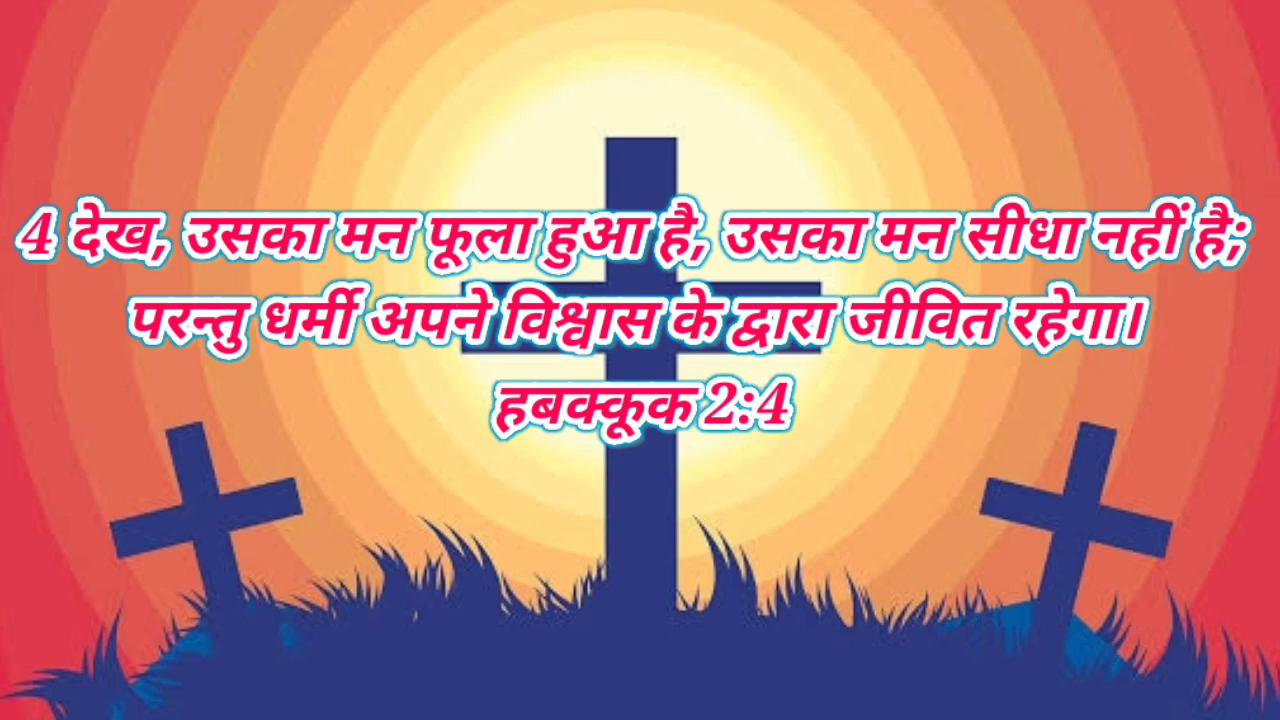 4 देख, उसका मन फूला हुआ है, उसका मन सीधा नहीं है;
परन्तु धर्मी अपने विश्वास के द्वारा जीवित रहेगा।
हबक्कूक 2:4